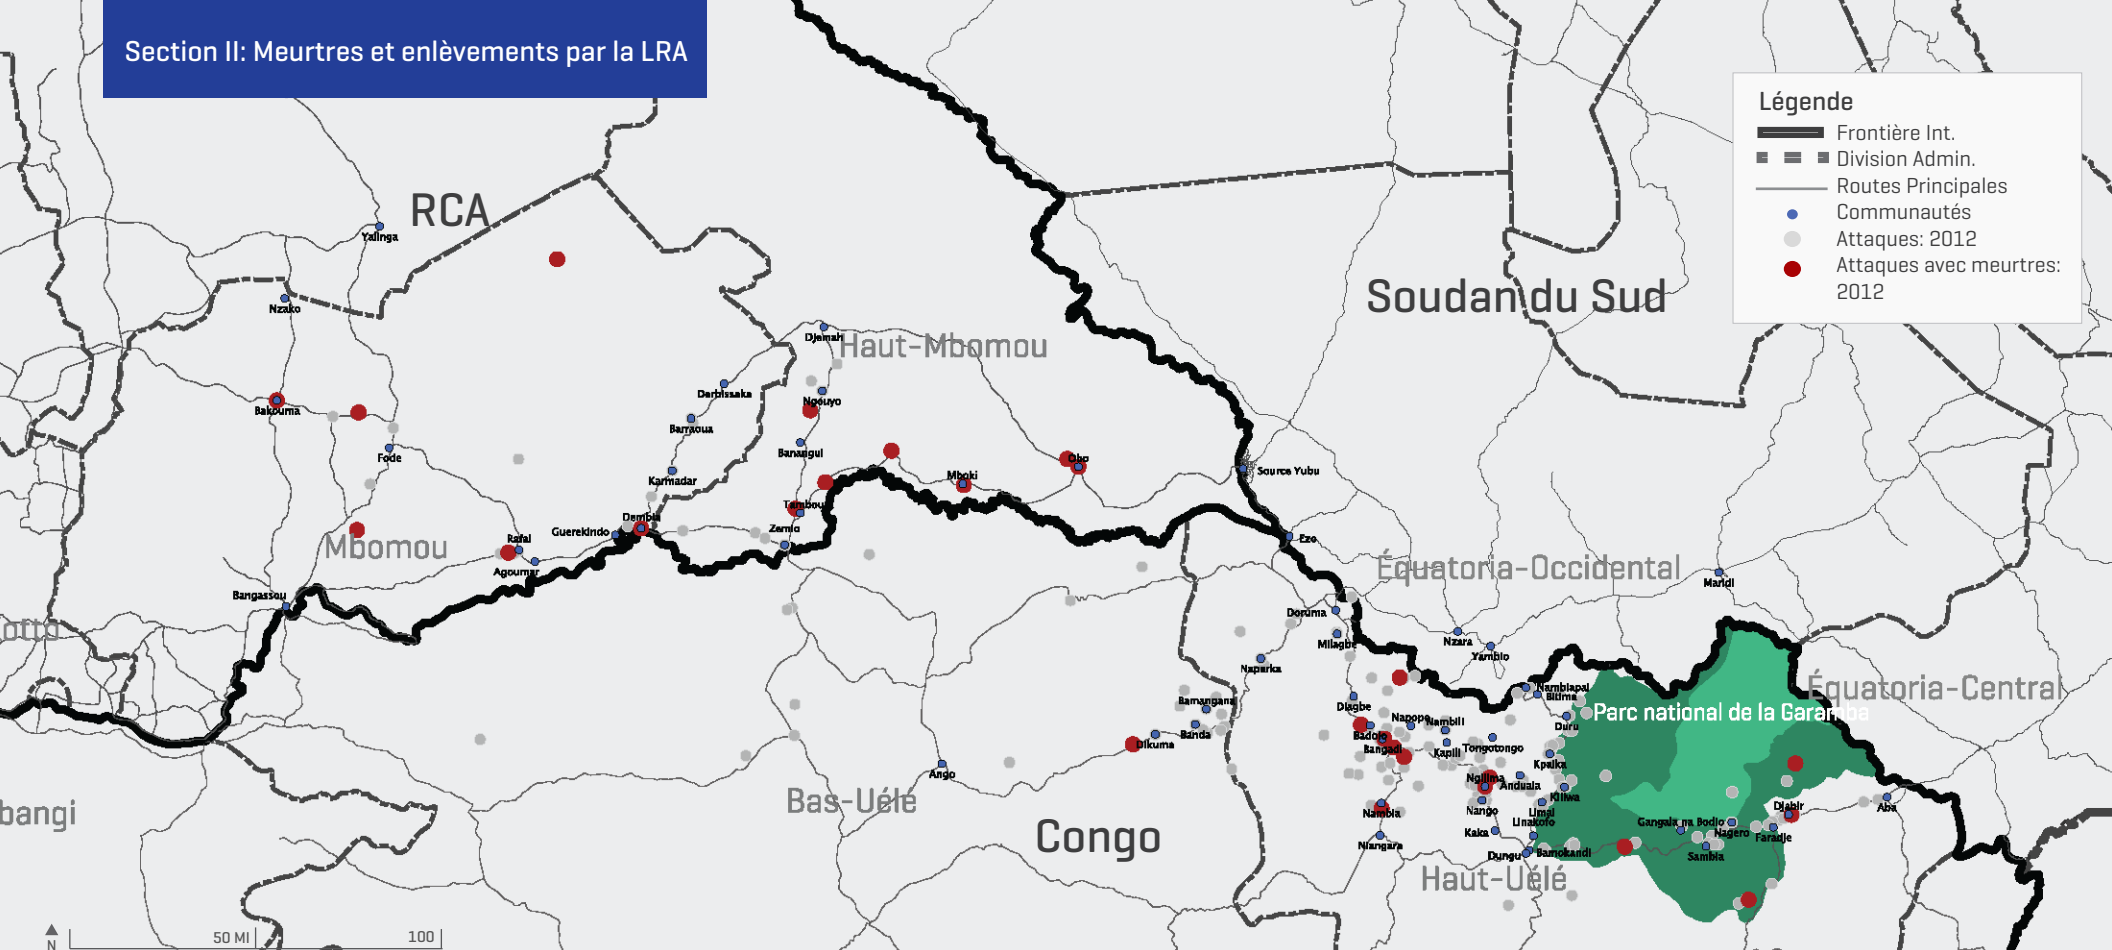 Section II: Meurtres et enlèvements par la LRA
Légende
Frontière Int.
Division Admin.
Routes Principales
Communautés
Attaques: 2012
Attaques avec meurtres:
2012
RCA
Yalinga
Nzako
Soudan du Sud
Djemah
Haut-Mbomou
Derbissaka
Ngouyo
Bakouma
Barraoua
Fode
Banangui
Obo
Source Yubu
Karmadar
Mboki
Tambour
Dembia
Guerekindo
Zemio
Rafai
Ezo
Mbomou
Agoumar
Équatoria-Occidental
Maridi
Bangassou
Doruma
otto
Milagbe
Nzara
Yambio
Naparka
Nambiapai
Bitima
Équatoria-Central
Bamangana
Diagbe
Parc national de la Garamba
Napopo
Nambili
Duru
Banda
Badolo
Dikuma
Bangadi
Kapili
Tongotongo
Kpaika
Ango
Ngilima
Anduala
Kiliwa
Bas-Uélé
Nambia
Nango
Limai
Djabir
Aba
bangi
Linakofo
Gangala na Bodio
Nagero
Congo
Kaka
Faradje
Niangara
Dungu
Bamokandi
Sambia
Haut-Uélé
N
50 MI
100